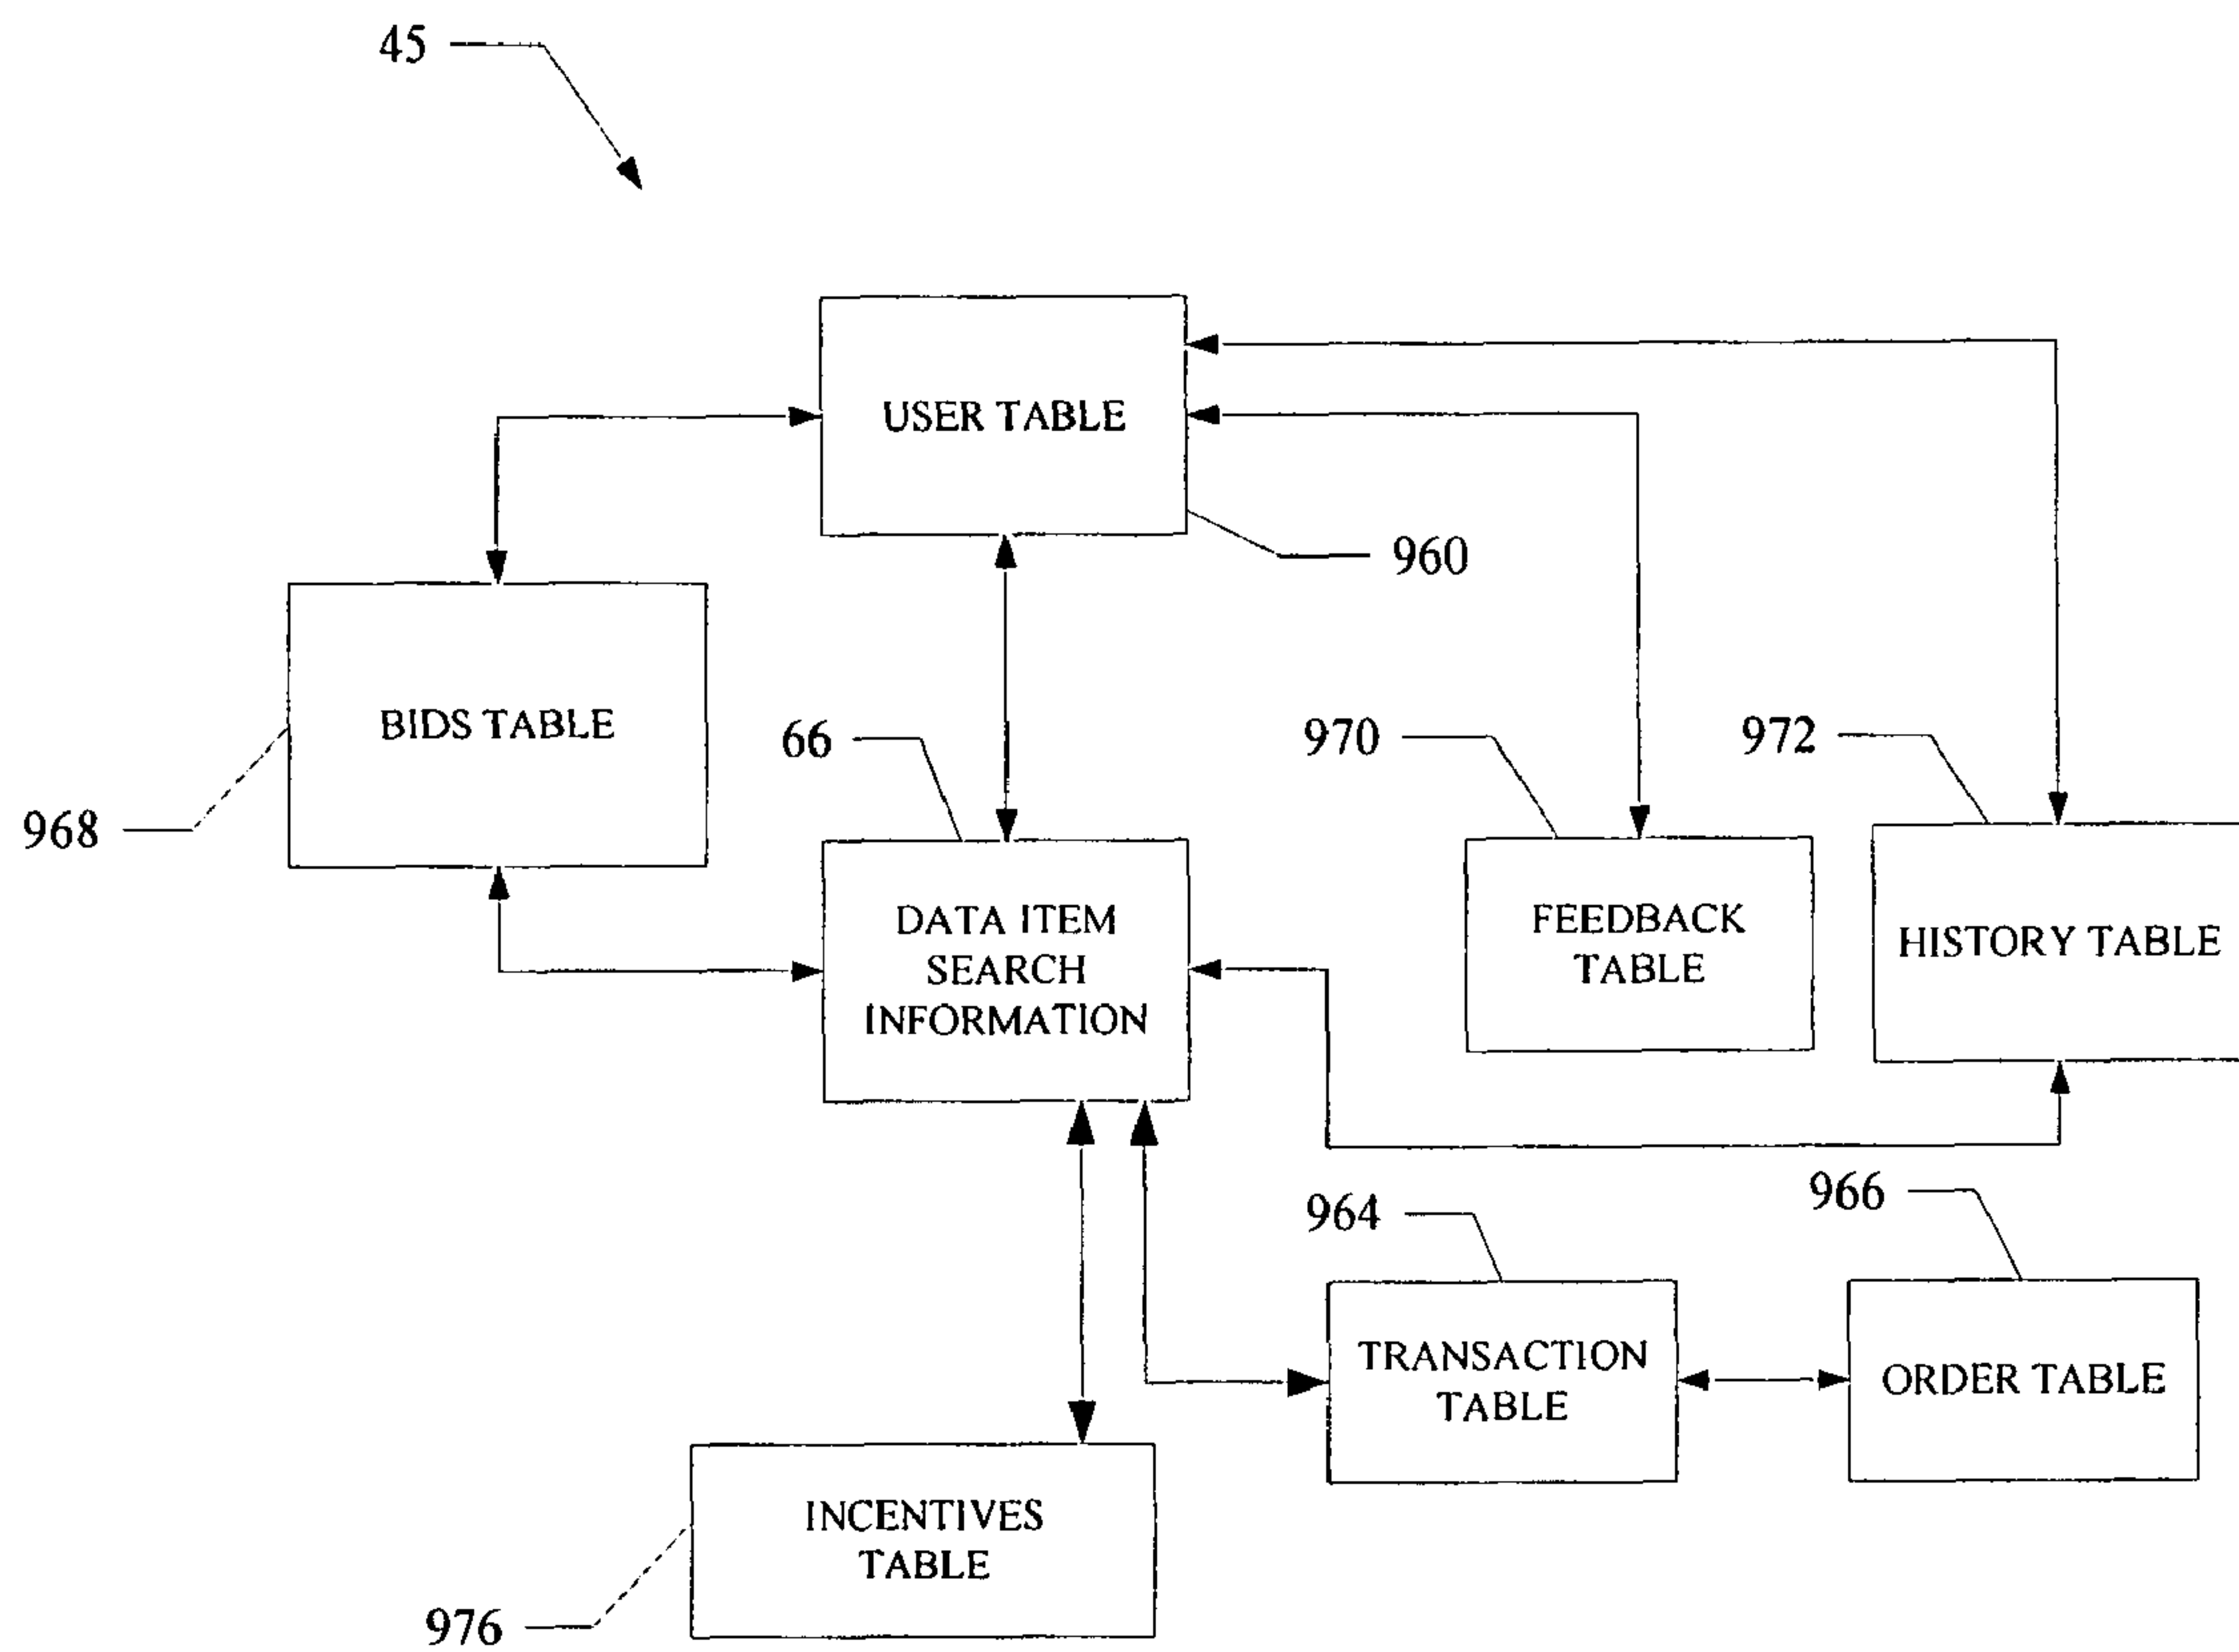 45
USER TABLE
960
BIDS TABLE
968
66
970
972
DATA ITEM
SEARCH
INFORMATION
FEEDBACK
TABLE
HISTORY TABLE
964
966
TRANSACTION
TABLE
ORDER TABLE
INCENTIVES
TABLE
976